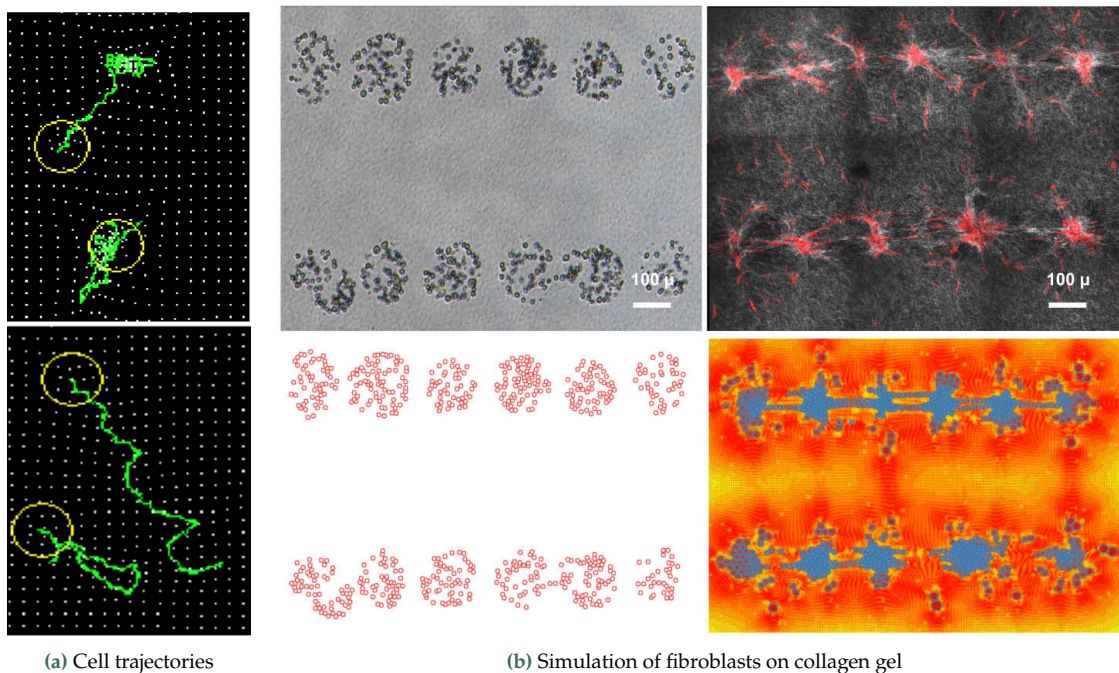 100 μ
100 μ
(a) Cell trajectories
(b) Simulation of fibroblasts on collagen gel